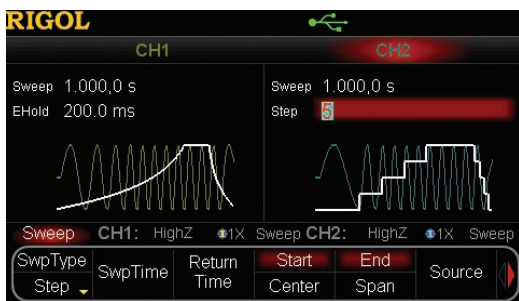 RIGOL
CH1 CH2
Sweep 1.000,0 s Sweep 1.000,0 s
EHold 200.0 ms Step 5
Sweep CH1: HighZ 1X Sweep CH2: HighZ 1X Sweep
SwpType SwpTime Return Start End Source
Step Time Center Span